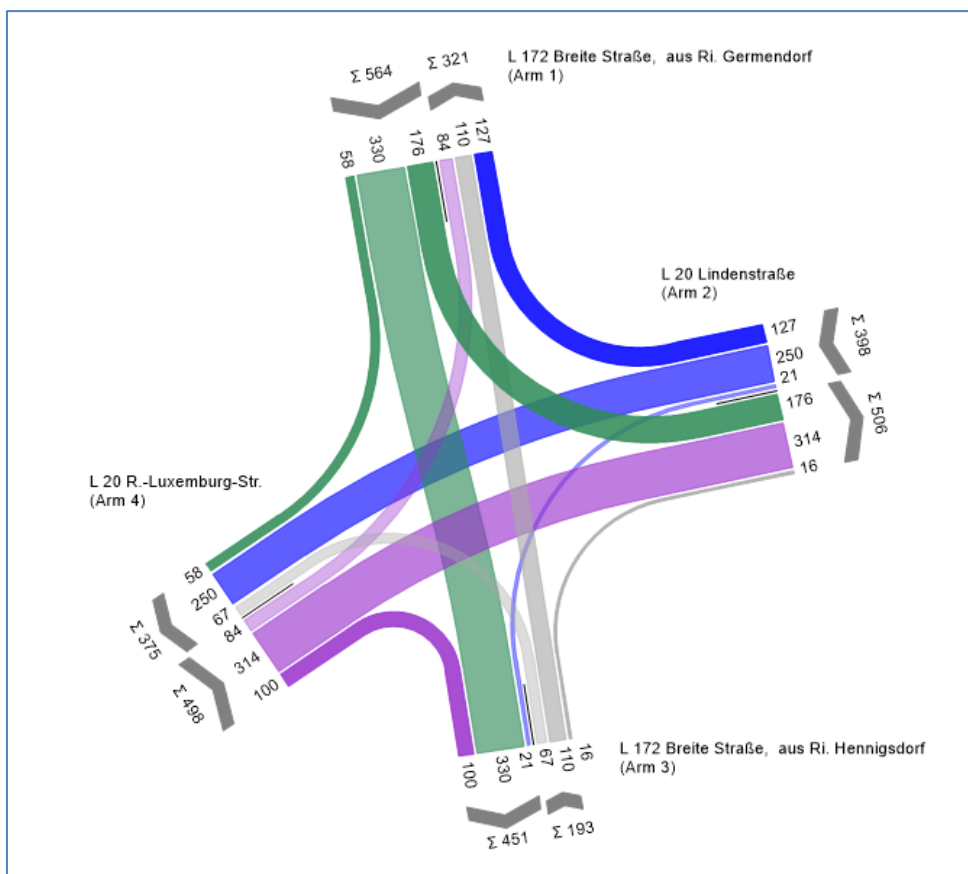 Σ 564
Σ 321
L 172 Breite Straße,  aus Ri. Germendorf
(Arm 1)
58
330
176
84
110
127
L 20 Lindenstraße
(Arm 2)
127
250
21
176
314
16
Σ 398
Σ 506
L 20 R.-Luxemburg-Str.
(Arm 4)
58
250
67
84
314
100
Σ 375
Σ 498
100
330
21
67
110
16
L 172 Breite Straße,  aus Ri. Hennigsdorf
(Arm 3)
Σ 451
Σ 193